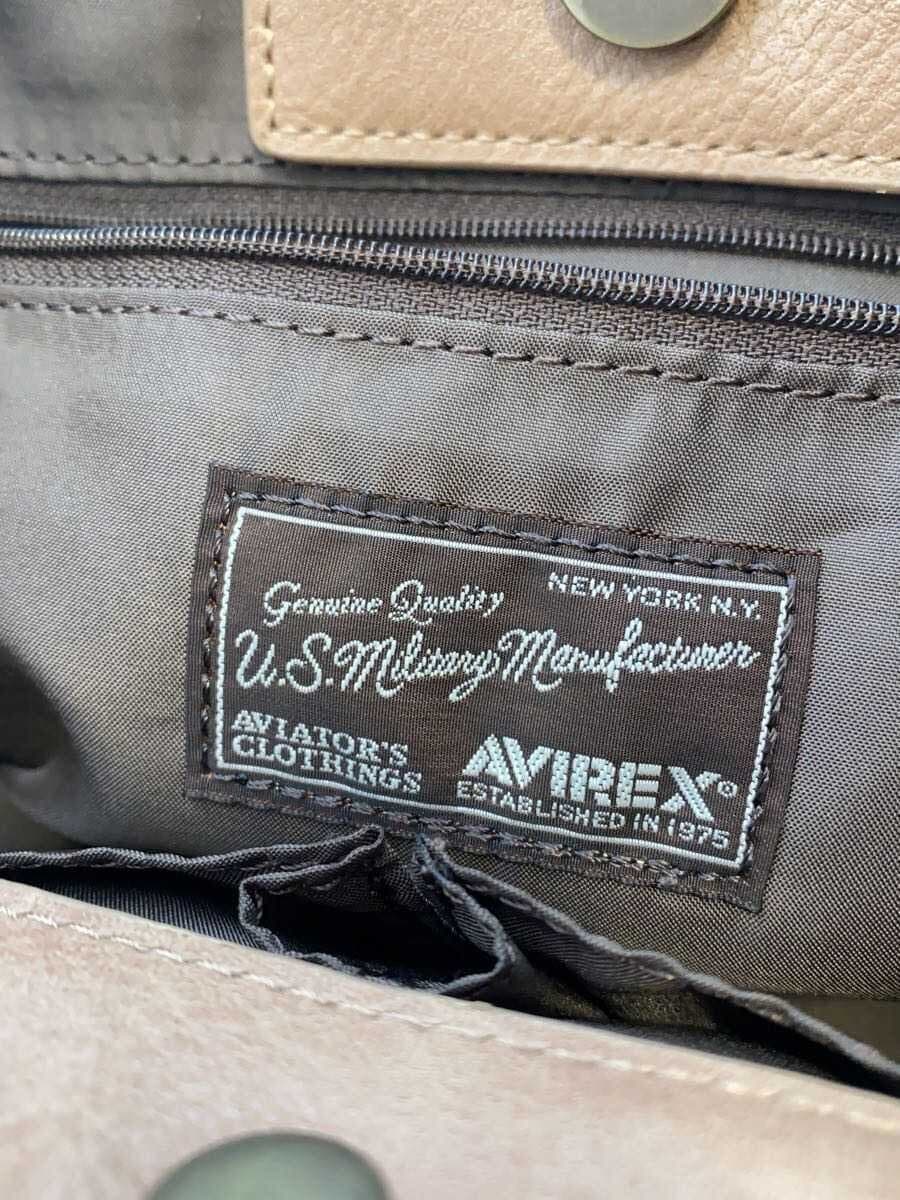 NEW YORK N.Y.
Genuine Quality
U.S. Military Manufacturer
AVIATOR'S
CLOTHINGS
AVIREX®
ESTABLISHED IN 1975